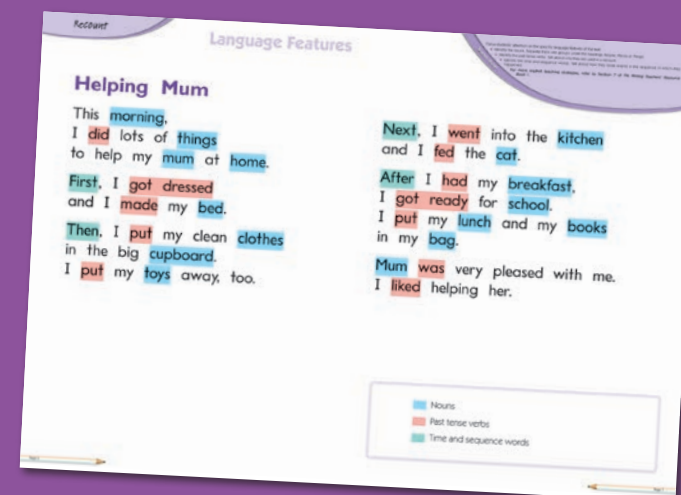 Recount
Language Features
Helping Mum
This morning,
I did lots of things
to help my mum at home.
First, I got dressed
and I made my bed.
Then, I put my clean clothes
in the big cupboard.
I put my toys away, too.
Next, I went into the kitchen
and I fed the cat.
After I had my breakfast,
I got ready for school.
I put my lunch and my books
in my bag.
Mum was very pleased with me.
I liked helping her.
Nouns
Past tense verbs
Time and sequence words